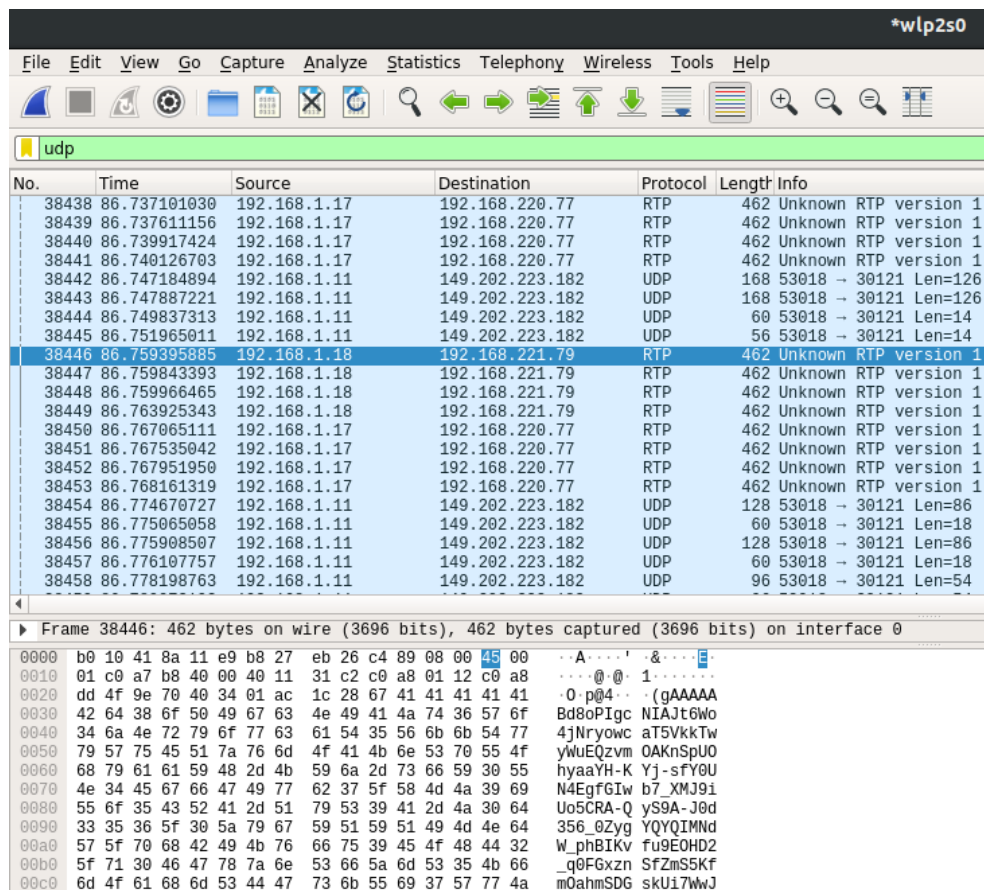 *wlp2s0
File Edit View Go Capture Analyze Statistics Telephony Wireless Tools Help
udp
No. Time Source Destination Protocol Length Info
38438 86.737101030 192.168.1.17 192.168.220.77 RTP 462 Unknown RTP version 1
38439 86.737611156 192.168.1.17 192.168.220.77 RTP 462 Unknown RTP version 1
38440 86.739917424 192.168.1.17 192.168.220.77 RTP 462 Unknown RTP version 1
38441 86.740126703 192.168.1.17 192.168.220.77 RTP 462 Unknown RTP version 1
38442 86.747184894 192.168.1.11 149.202.223.182 UDP 168 53018 → 30121 Len=126
38443 86.747887221 192.168.1.11 149.202.223.182 UDP 168 53018 → 30121 Len=126
38444 86.749837313 192.168.1.11 149.202.223.182 UDP 60 53018 → 30121 Len=14
38445 86.751965011 192.168.1.11 149.202.223.182 UDP 56 53018 → 30121 Len=14
38446 86.759395885 192.168.1.18 192.168.221.79 RTP 462 Unknown RTP version 1
38447 86.759843393 192.168.1.18 192.168.221.79 RTP 462 Unknown RTP version 1
38448 86.759966465 192.168.1.18 192.168.221.79 RTP 462 Unknown RTP version 1
38449 86.763925343 192.168.1.18 192.168.221.79 RTP 462 Unknown RTP version 1
38450 86.767065111 192.168.1.17 192.168.220.77 RTP 462 Unknown RTP version 1
38451 86.767535042 192.168.1.17 192.168.220.77 RTP 462 Unknown RTP version 1
38452 86.767951950 192.168.1.17 192.168.220.77 RTP 462 Unknown RTP version 1
38453 86.768161319 192.168.1.17 192.168.220.77 RTP 462 Unknown RTP version 1
38454 86.774670727 192.168.1.11 149.202.223.182 UDP 128 53018 → 30121 Len=86
38455 86.775065058 192.168.1.11 149.202.223.182 UDP 60 53018 → 30121 Len=18
38456 86.775908507 192.168.1.11 149.202.223.182 UDP 128 53018 → 30121 Len=86
38457 86.776107757 192.168.1.11 149.202.223.182 UDP 60 53018 → 30121 Len=18
38458 86.778198763 192.168.1.11 149.202.223.182 UDP 96 53018 → 30121 Len=54
Frame 38446: 462 bytes on wire (3696 bits), 462 bytes captured (3696 bits) on interface 0
0000 b0 10 41 8a 11 e9 b8 27 eb 26 c4 89 08 00 45 00 ··A····' ·&····E·
0010 01 c0 a7 b8 40 00 40 11 31 c2 c0 a8 01 12 c0 a8 ····@·@· 1·······
0020 dd 4f 9e 70 40 34 01 ac 1c 28 67 41 41 41 41 41 ·O·p@4·· ·(gAAAAA
0030 42 64 38 6f 50 49 67 63 4e 49 41 4a 74 36 57 6f Bd8oPIgc NIAJt6Wo
0040 34 6a 4e 72 79 6f 77 63 61 54 35 56 6b 6b 54 77 4jNryowc aT5VkkTw
0050 79 57 75 45 51 7a 76 6d 4f 41 4b 6e 53 70 55 4f yWuEQzvm OAKnSpUO
0060 68 79 61 61 59 48 2d 4b 59 6a 2d 73 66 59 30 55 hyaaYH-K Yj-sfY0U
0070 4e 34 45 67 66 47 49 77 62 37 5f 58 4d 4a 39 69 N4EgfGIw b7_XMJ9i
0080 55 6f 35 43 52 41 2d 51 79 53 39 41 2d 4a 30 64 Uo5CRA-Q yS9A-J0d
0090 33 35 36 5f 30 5a 79 67 59 51 59 51 49 4d 4e 64 356_0Zyg YQYQIMNd
00a0 57 5f 70 68 42 49 4b 76 66 75 39 45 4f 48 44 32 W_phBIKv fu9EOHD2
00b0 5f 71 30 46 47 78 7a 6e 53 66 5a 6d 53 35 4b 66 _q0FGxzn SfZmS5Kf
00c0 6d 4f 61 68 6d 53 44 47 73 6b 55 69 37 57 77 4a mOahmSDG skUi7WwJ